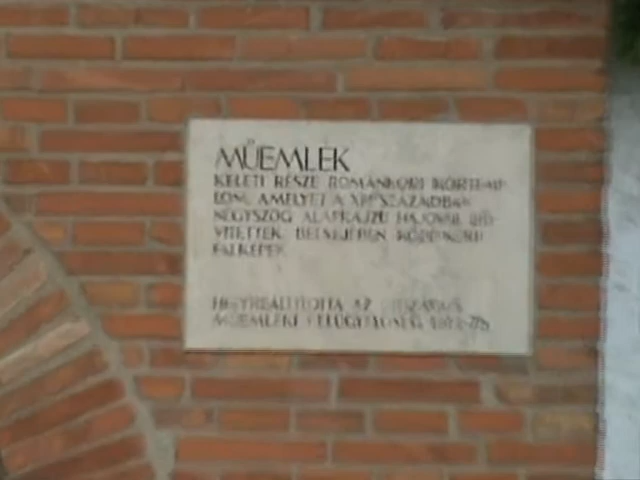 MŰEMLÉK
KELETI RÉSZE ROMÁNKORI KÖRTEMP
LOM, AMELYET A XIII SZÁZADBAN
NÉGYSZÖG ALAPRAJZÚ HAJÓVAL BŐ
VÍTETTEK. BELSEJÉBEN KÖZÉPKORI
FALKÉPEK
HELYREÁLLÍTOTTA AZ ORSZÁGOS
MŰEMLÉKI FELÜGYELŐSÉG